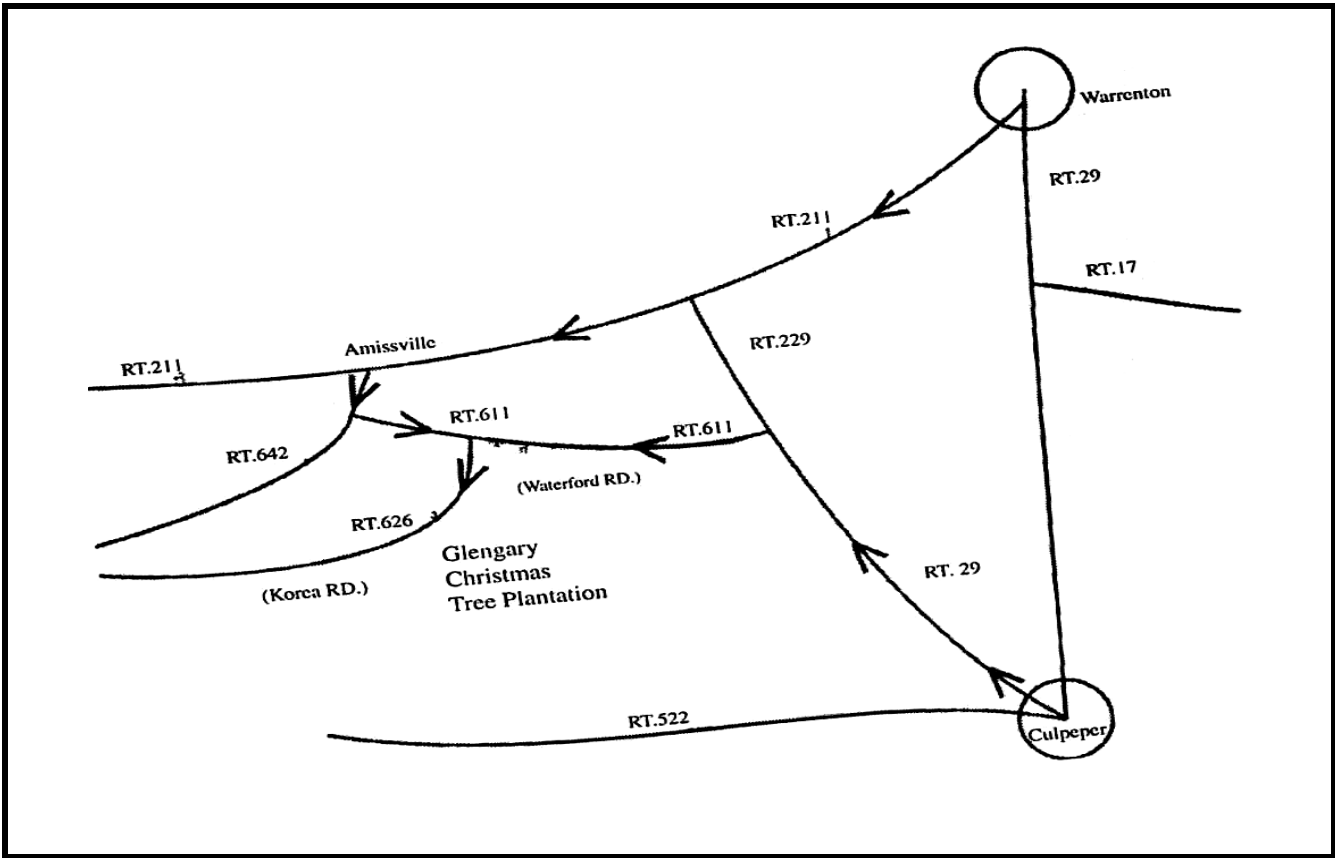 Warrenton
RT.29
RT.211
RT.17
RT.229
Amissville
RT.211
RT.611
RT.611
RT.642
(Waterford RD.)
RT.626
Glengary
Christmas
Tree Plantation
RT. 29
(Korea RD.)
RT.522
Culpeper